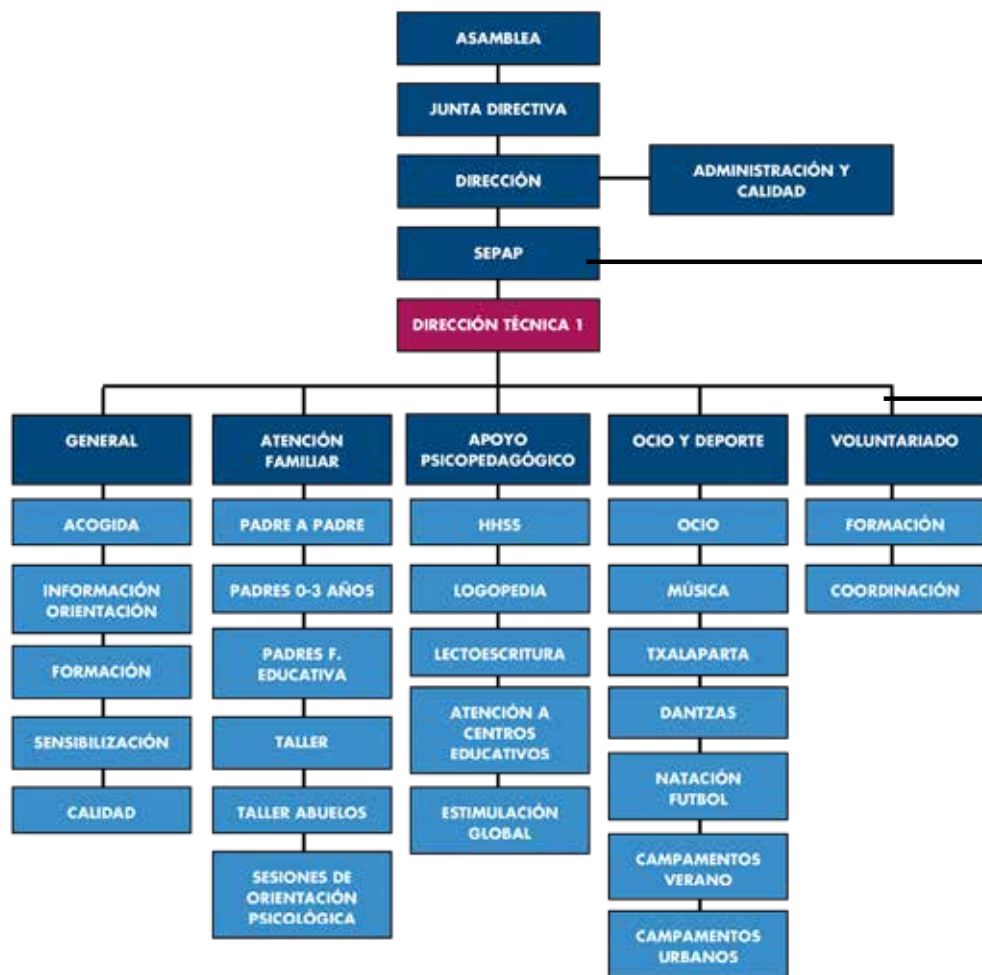 ASAMBLEA
JUNTA DIRECTIVA
DIRECCIÓN
ADMINISTRACIÓN Y
CALIDAD
SEPAP
DIRECCIÓN TÉCNICA 1
GENERAL
ACOGIDA
INFORMACIÓN
ORIENTACIÓN
FORMACIÓN
SENSIBILIZACIÓN
CALIDAD
ATENCIÓN
FAMILIAR
PADRE A PADRE
PADRES 0-3 AÑOS
PADRES F.
EDUCATIVA
TALLER
TALLER ABUELOS
SESIONES DE
ORIENTACIÓN
PSICOLÓGICA
APOYO
PSICOPEDAGÓGICO
HHSS
LOGOPEDIA
LECTOESCRITURA
ATENCIÓN A
CENTROS
EDUCATIVOS
ESTIMULACIÓN
GLOBAL
OCIO Y DEPORTE
OCIO
MÚSICA
TXALAPARTA
DANTZAS
NATACIÓN
FUTBOL
CAMPAMENTOS
VERANO
CAMPAMENTOS
URBANOS
VOLUNTARIADO
FORMACIÓN
COORDINACIÓN